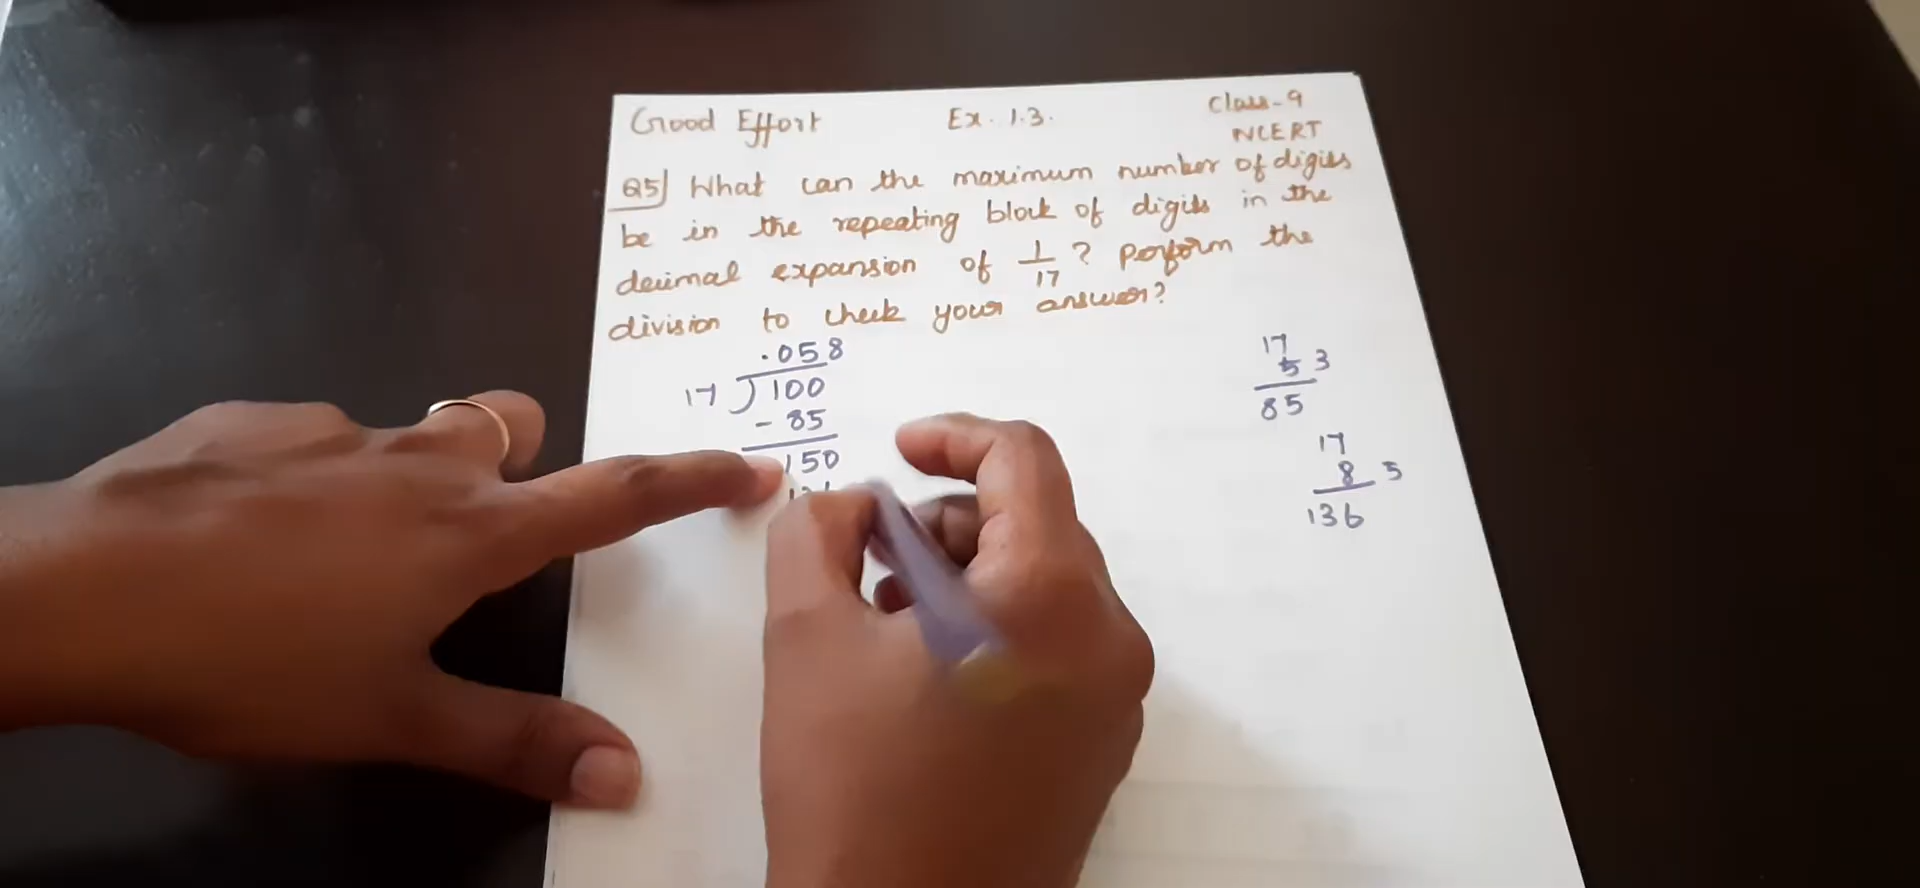 Good Effort Ex. 1.3. Class-9
NCERT
Q5] What can the maximum number of digits
be in the repeating block of digits in the
decimal expansion of 1/17 ? Perform the
division to check your answer?
.058
17 ) 100
- 85
150
17
5 3
85
17
8 5
136